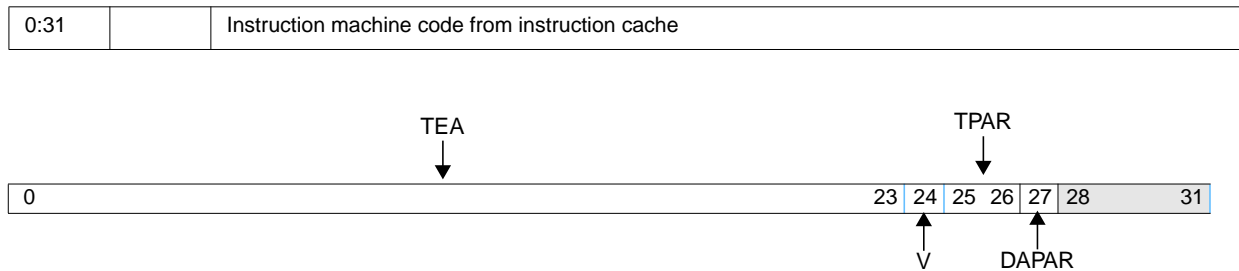 0:31 Instruction machine code from instruction cache
TEA TPAR
0 23 24 25 26 27 28 31
V DAPAR